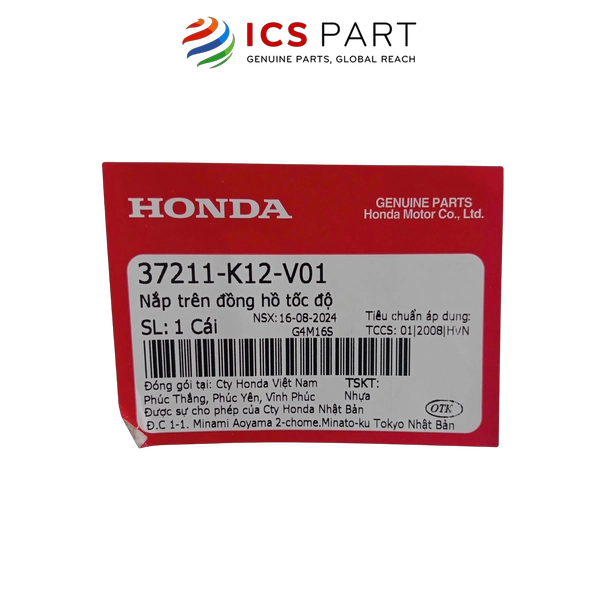 ICS PART
GENUINE PARTS, GLOBAL REACH
HONDA
GENUINE PARTS
Honda Motor Co., Ltd.
37211-K12-V01
Nắp trên đồng hồ tốc độ
SL: 1 Cái
NSX: 16-08-2024
G4M16S
Tiêu chuẩn áp dụng:
TCCS: 01|2008|HVN
Đóng gói tại: Cty Honda Việt Nam
Phúc Thắng, Phúc Yên, Vĩnh Phúc
TSKT:
Nhựa
Được sự cho phép của Cty Honda Nhật Bản
Đ.C 1-1. Minami Aoyama 2-chome.Minato-ku Tokyo Nhật Bản
OTK